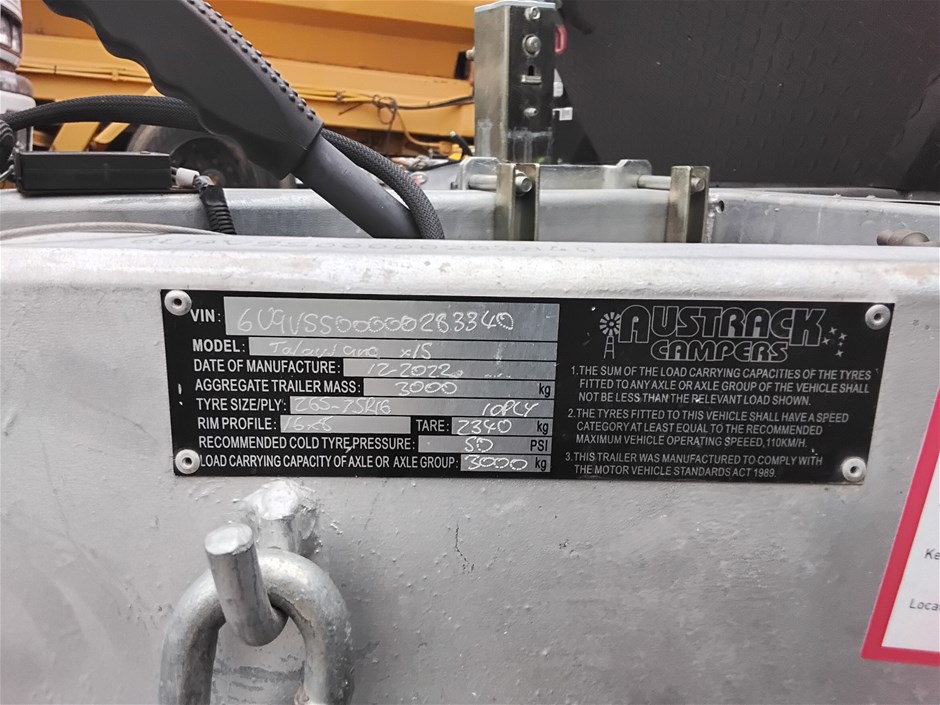 VIN: 6U9VSS00000283340
MODEL: x15
DATE OF MANUFACTURE: 12-2022
AGGREGATE TRAILER MASS: 3000 kg
TYRE SIZE/PLY: 265-75R16 10PLY
RIM PROFILE: 16x8 TARE: 2340 kg
RECOMMENDED COLD TYRE PRESSURE: 50 PSI
LOAD CARRYING CAPACITY OF AXLE OR AXLE GROUP: 3000 kg
AUSTRACK
CAMPERS
1. THE SUM OF THE LOAD CARRYING CAPACITIES OF THE TYRES
FITTED TO ANY AXLE OR AXLE GROUP OF THE VEHICLE SHALL
NOT BE LESS THAN THE RELEVANT LOAD SHOWN.
2. THE TYRES FITTED TO THIS VEHICLE SHALL HAVE A SPEED
CATEGORY AT LEAST EQUAL TO THE RECOMMENDED
MAXIMUM VEHICLE OPERATING SPEEED, 110KM/H.
3. THIS TRAILER WAS MANUFACTURED TO COMPLY WITH
THE MOTOR VEHICLE STANDARDS ACT 1989.
Ke
Loca